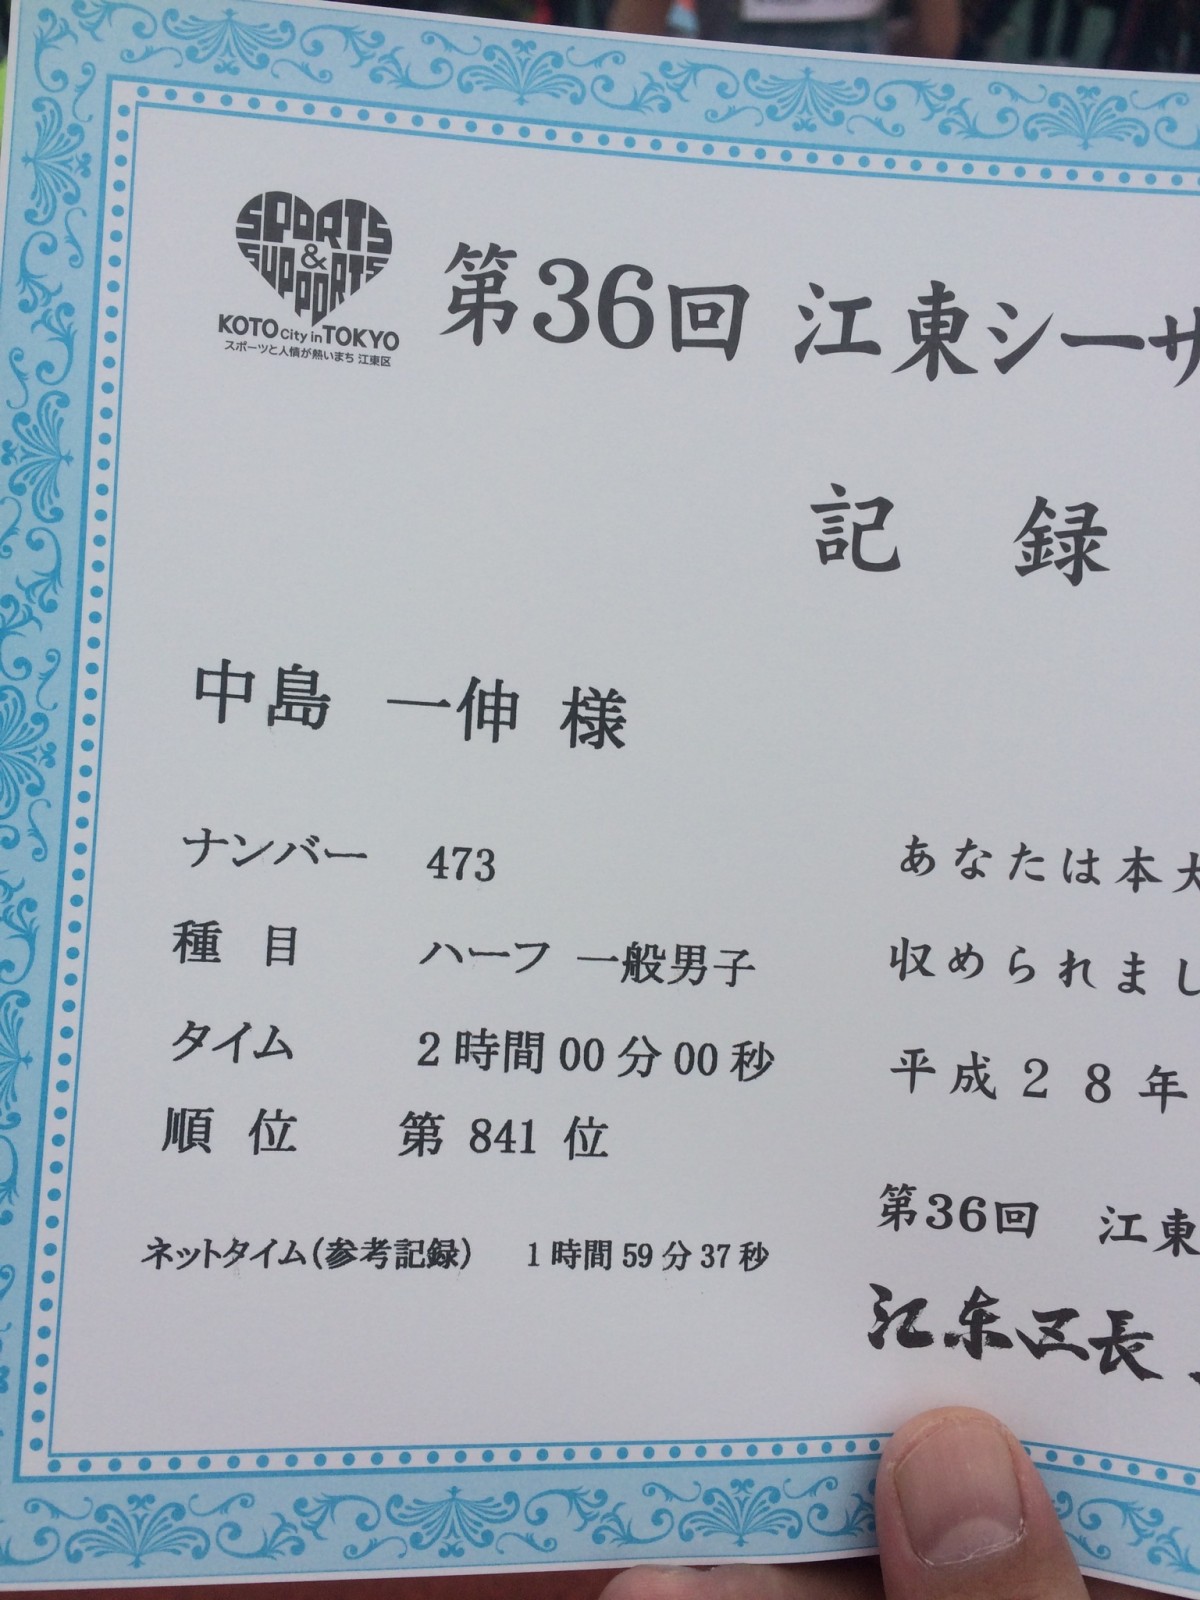 SPORTS
&
SUPPORTS
KOTO City in TOKYO
スポーツと人情が熱いまち 江東区
第36回 江東シーサ
記 録
中島 一伸 様
ナンバー 473
種 目 ハーフ 一般男子
タイム 2時間00分00秒
順 位 第 841 位
ネットタイム(参考記録) 1時間59分37秒
あなたは本大
収められまし
平成28年
第36回 江東
江東区長